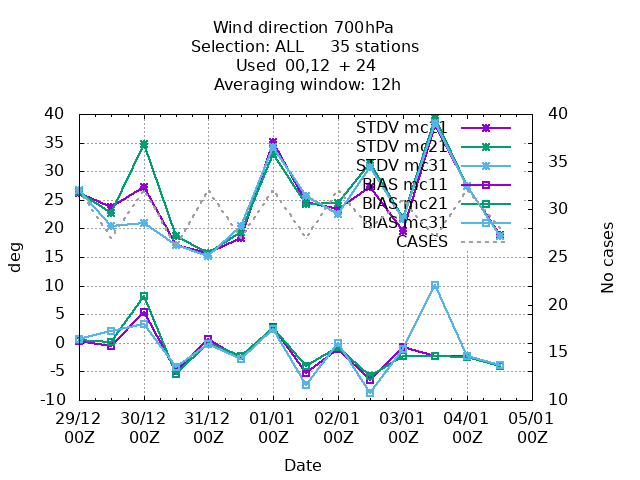 Wind direction 700hPa
Selection: ALL 35 stations
Used 00,12 + 24
Averaging window: 12h
STDV mc11
STDV mc21
STDV mc31
BIAS mc11
BIAS mc21
BIAS mc31
CASES
40
35
30
25
20
15
10
5
0
-5
-10
deg
40
35
30
25
20
15
10
No cases
29/12 30/12 31/12 01/01 02/01 03/01 04/01 05/01
00Z 00Z 00Z 00Z 00Z 00Z 00Z 00Z
Date